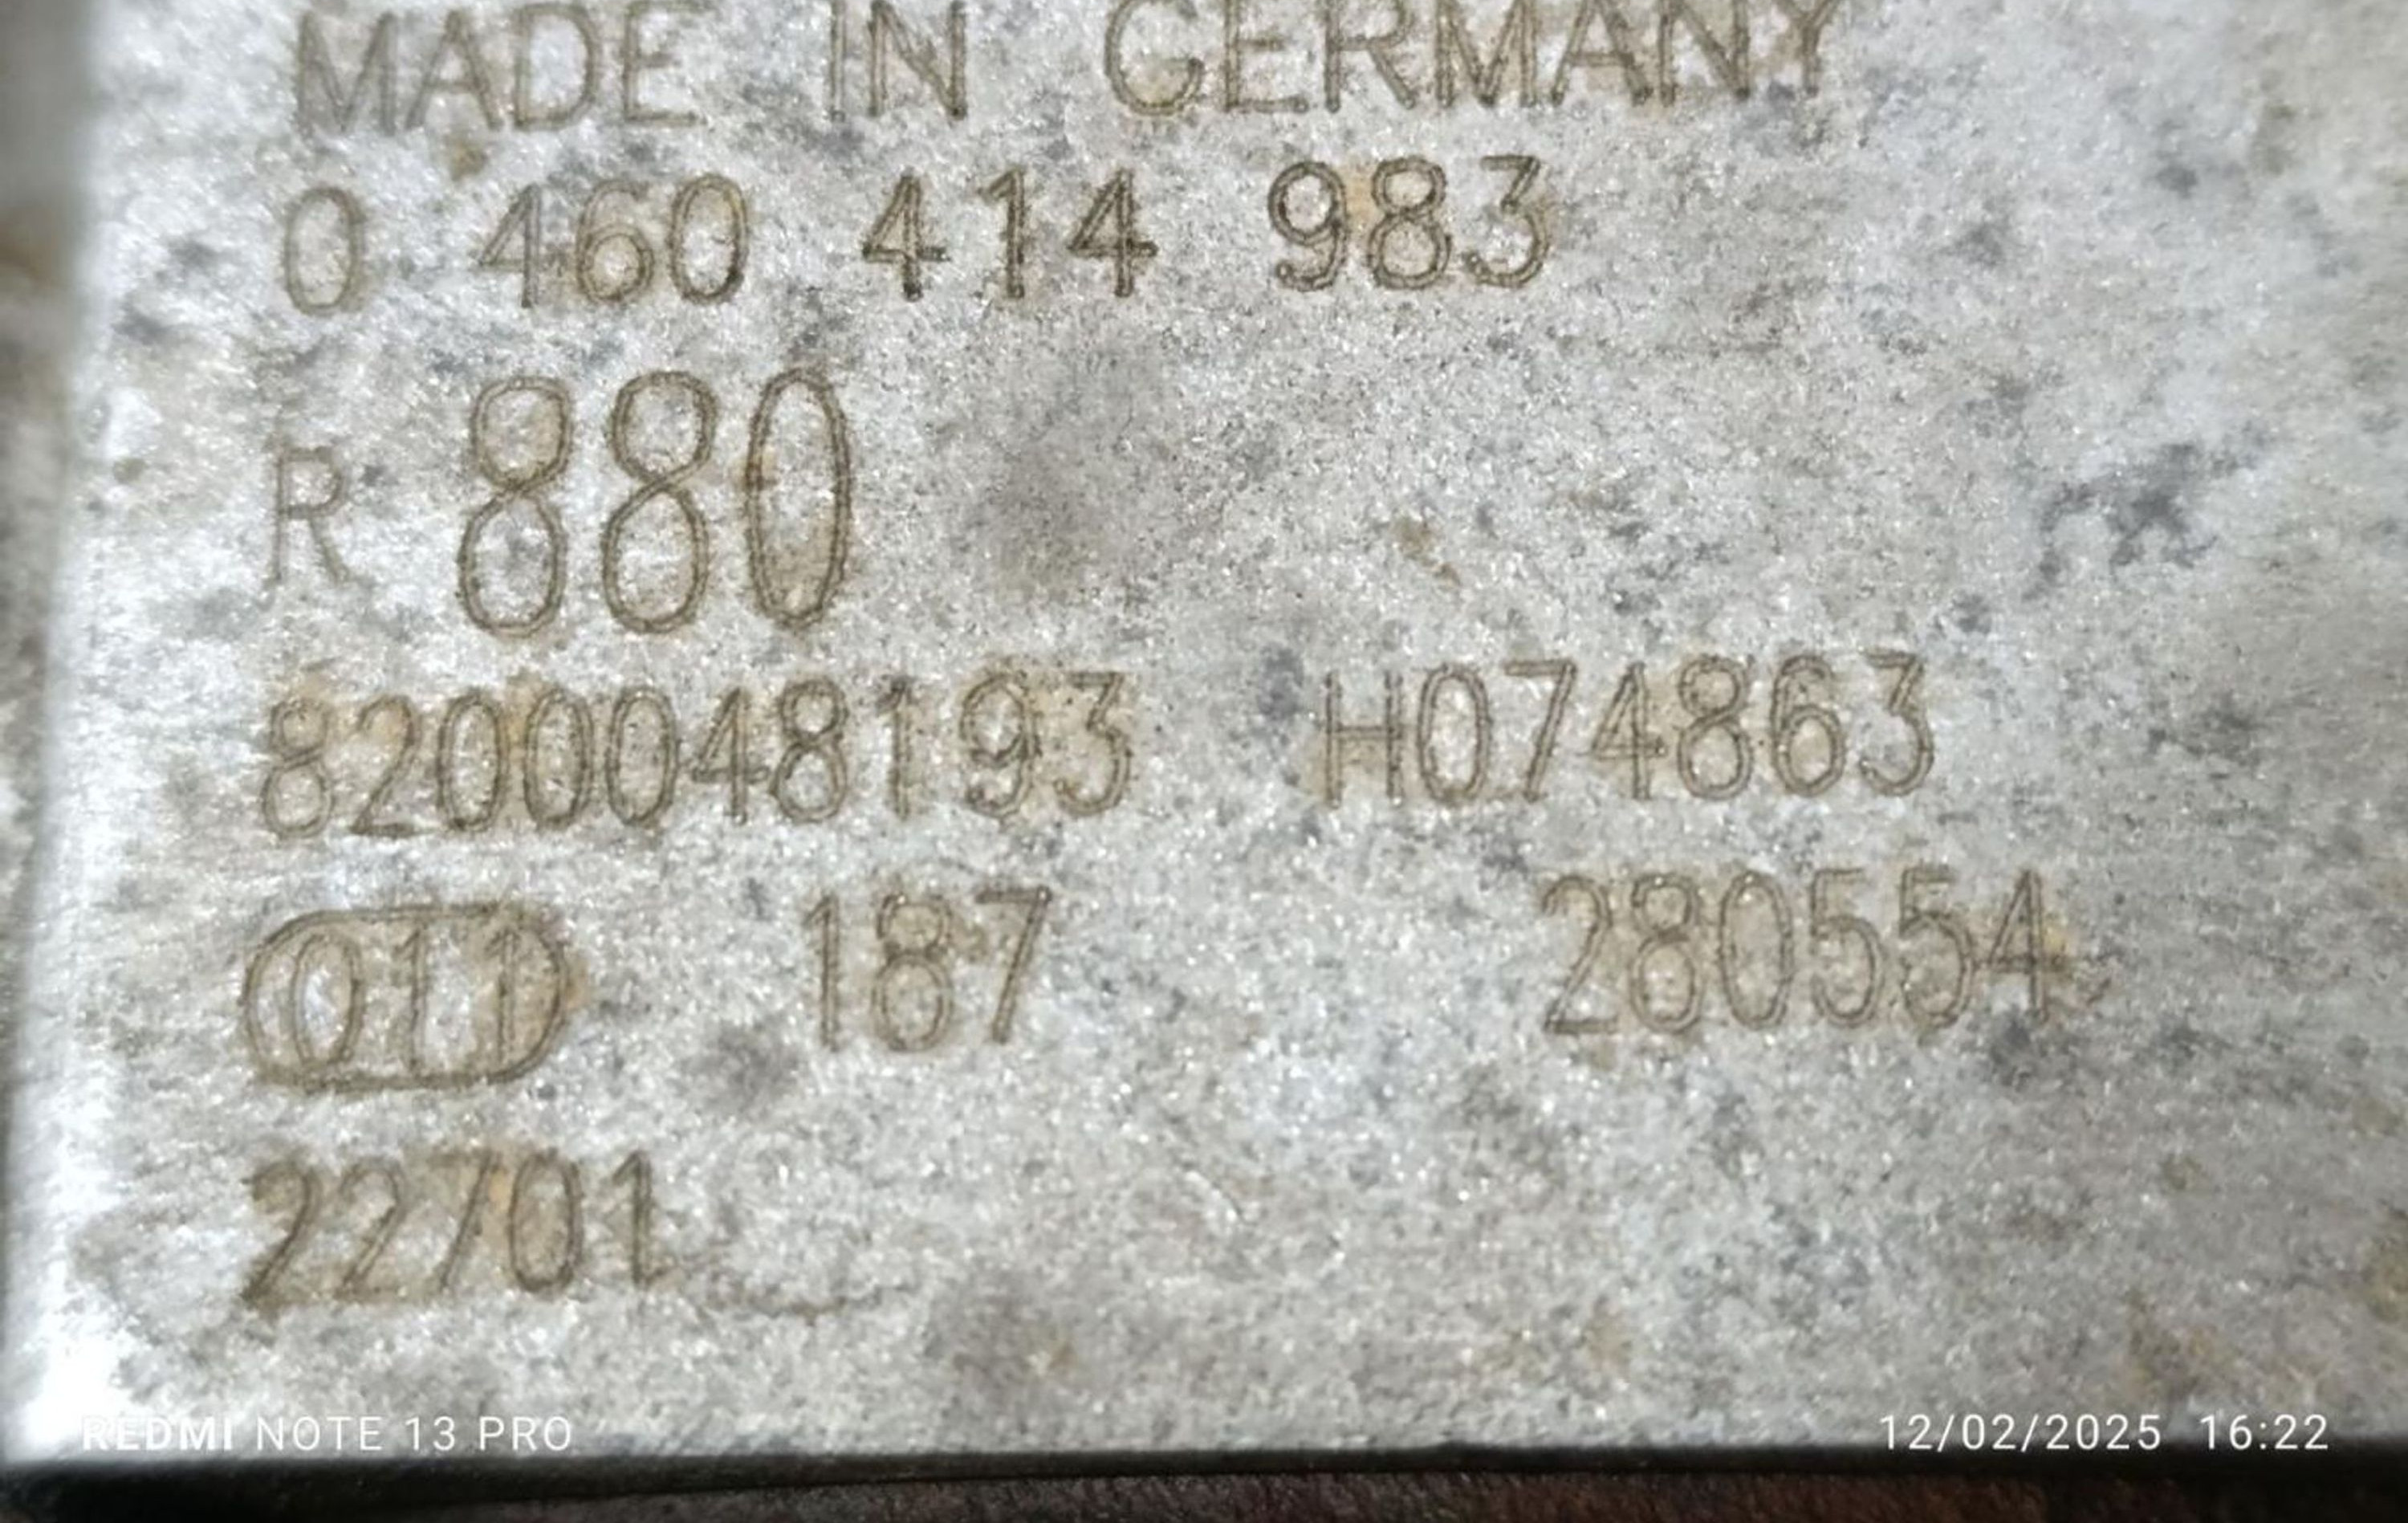 MADE IN GERMANY
0 460 414 983
R 880
8200048193 H074863
011 187 280554
22701
REDMI NOTE 13 PRO 12/02/2025 16:22